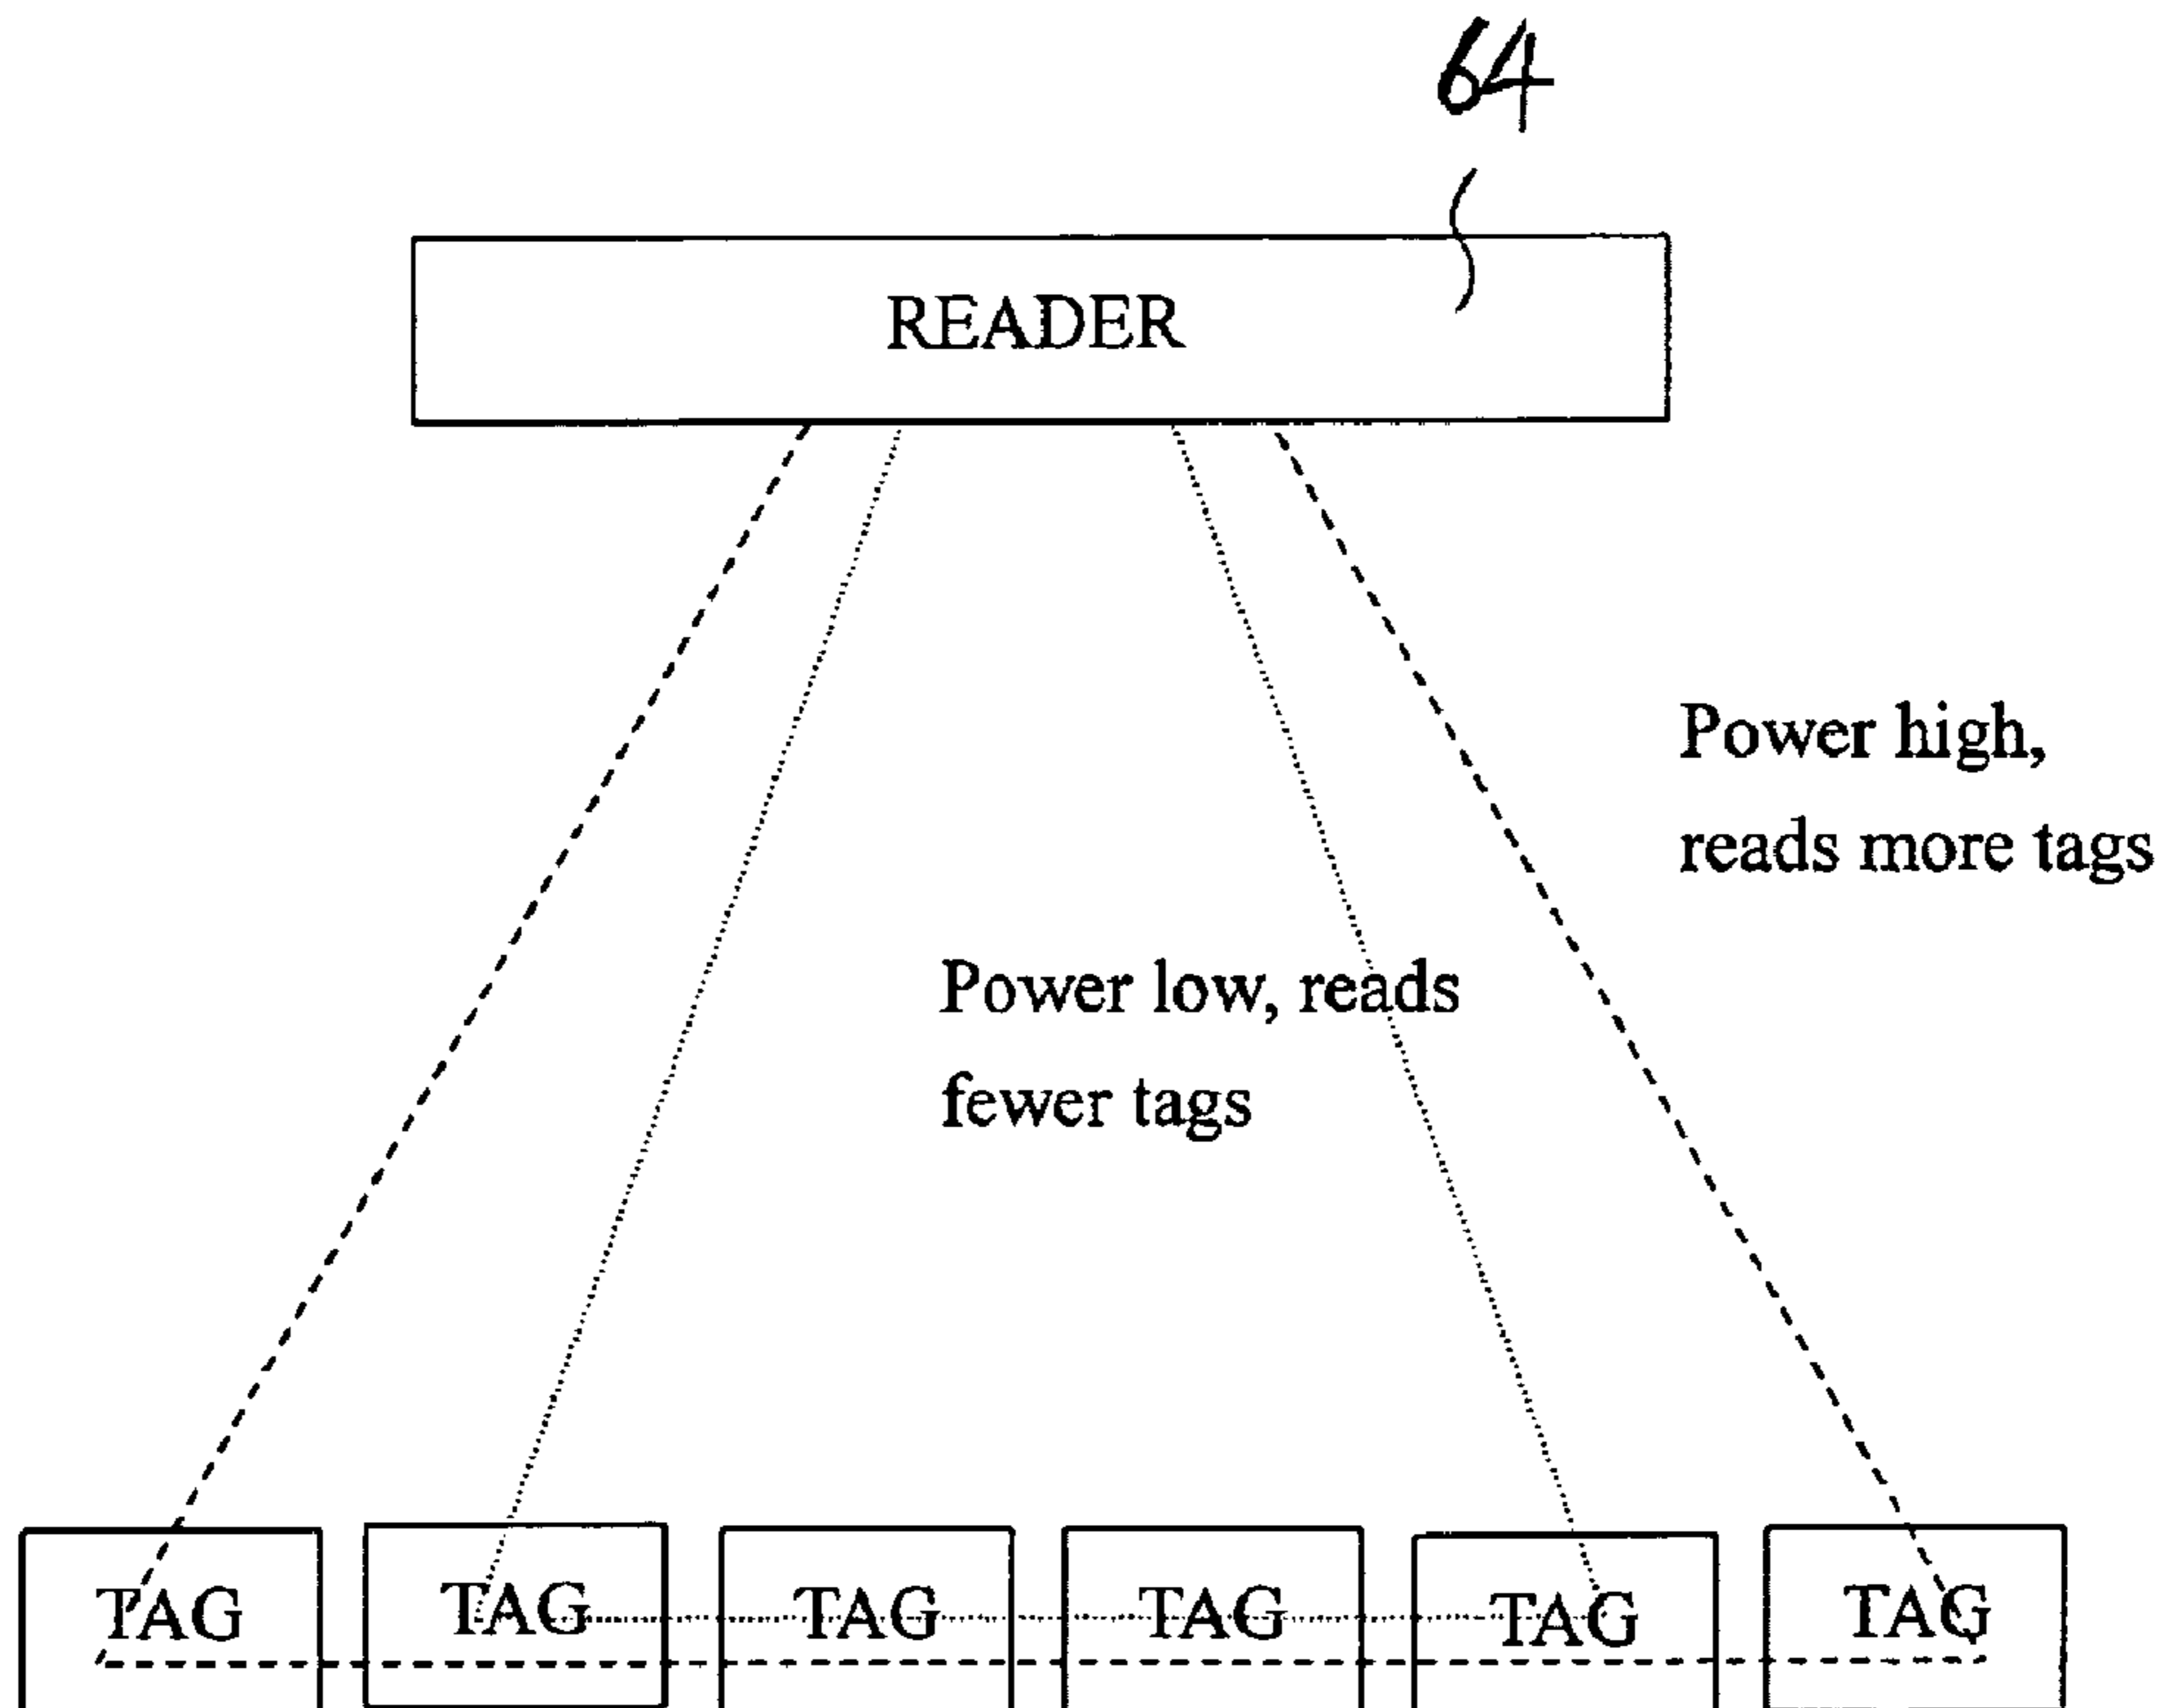 64
READER
Power high,
reads more tags
Power low, reads
fewer tags
TAG TAG TAG TAG TAG TAG